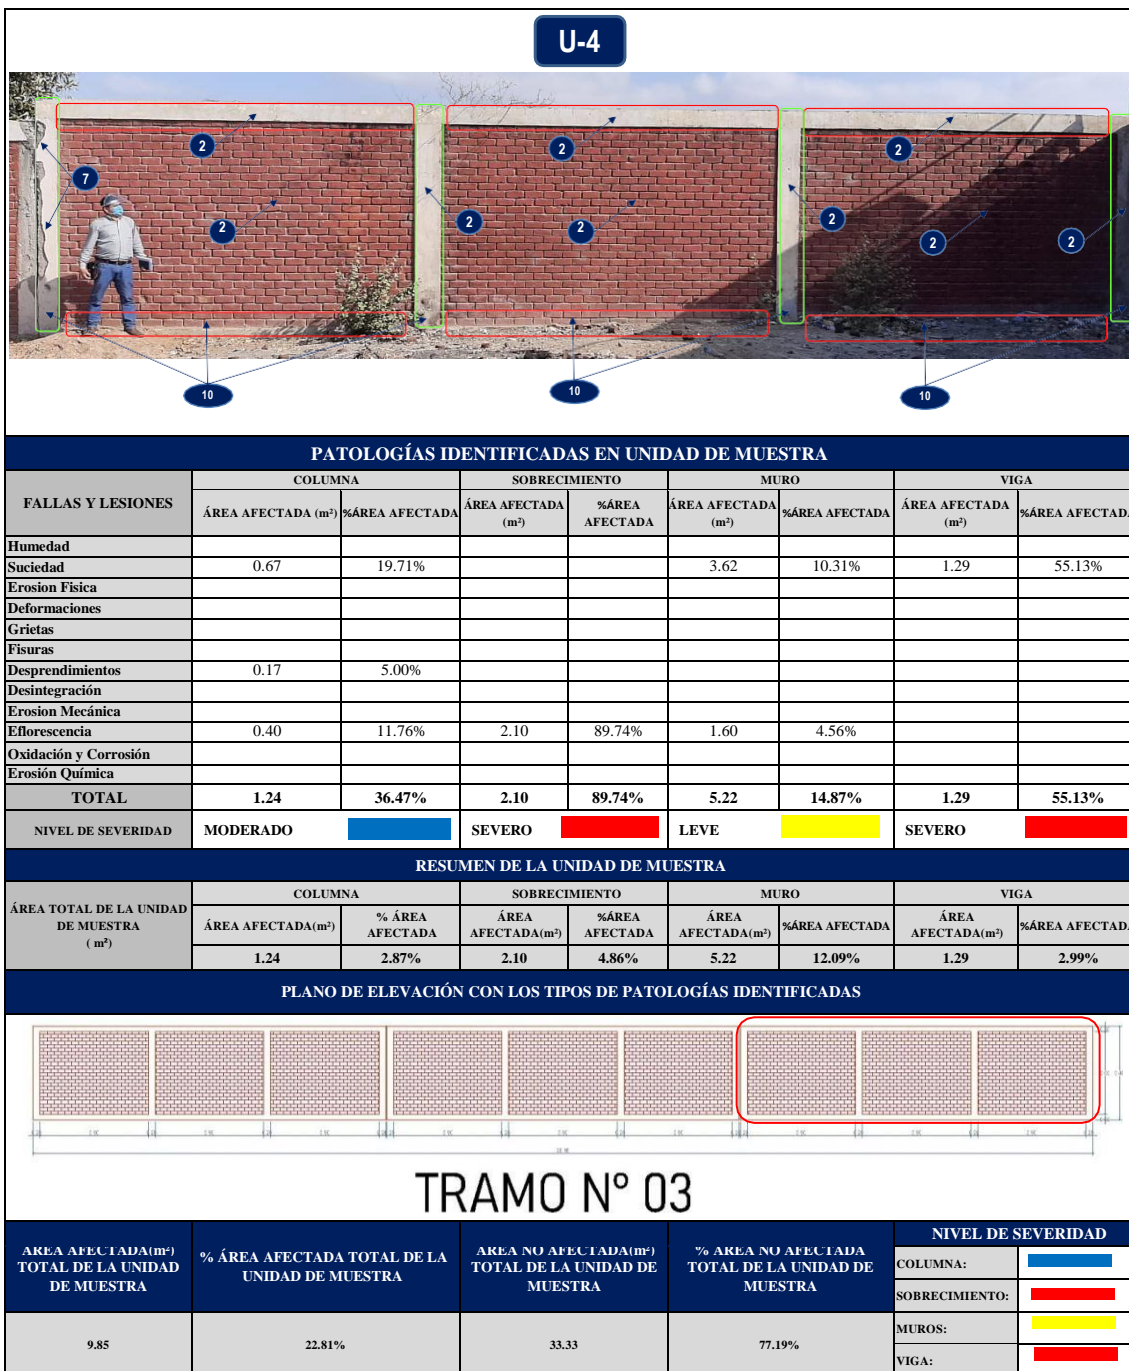 U-4
2
2
2
7
2
2
2
2
2
2
2
10
10
10
PATOLOGÍAS IDENTIFICADAS EN UNIDAD DE MUESTRA
FALLAS Y LESIONES
COLUMNA
SOBRECIMIENTO
MURO
VIGA
ÁREA AFECTADA (m²)
%ÁREA AFECTADA
ÁREA AFECTADA (m²)
%ÁREA AFECTADA
ÁREA AFECTADA (m²)
%ÁREA AFECTADA
ÁREA AFECTADA (m²)
%ÁREA AFECTADA
Humedad
Suciedad 0.67 19.71% 3.62 10.31% 1.29 55.13%
Erosion Fisica
Deformaciones
Grietas
Fisuras
Desprendimientos 0.17 5.00%
Desintegración
Erosion Mecánica
Eflorescencia 0.40 11.76% 2.10 89.74% 1.60 4.56%
Oxidación y Corrosión
Erosión Química
TOTAL 1.24 36.47% 2.10 89.74% 5.22 14.87% 1.29 55.13%
NIVEL DE SEVERIDAD MODERADO SEVERO LEVE SEVERO
RESUMEN DE LA UNIDAD DE MUESTRA
ÁREA TOTAL DE LA UNIDAD
DE MUESTRA
( m²)
COLUMNA
SOBRECIMIENTO
MURO
VIGA
ÁREA AFECTADA(m²)
% ÁREA AFECTADA
ÁREA AFECTADA(m²)
%ÁREA AFECTADA
ÁREA AFECTADA(m²)
%ÁREA AFECTADA
ÁREA AFECTADA(m²)
%ÁREA AFECTADA
1.24 2.87% 2.10 4.86% 5.22 12.09% 1.29 2.99%
PLANO DE ELEVACIÓN CON LOS TIPOS DE PATOLOGÍAS IDENTIFICADAS
TRAMO N° 03
ÁREA AFECTADA(m²)
TOTAL DE LA UNIDAD
DE MUESTRA
% ÁREA AFECTADA TOTAL DE LA
UNIDAD DE MUESTRA
ÁREA NO AFECTADA(m²)
TOTAL DE LA UNIDAD DE
MUESTRA
% ÁREA NO AFECTADA
TOTAL DE LA UNIDAD DE
MUESTRA
NIVEL DE SEVERIDAD
COLUMNA:
SOBRECIMIENTO:
MUROS:
VIGA:
9.85 22.81% 33.33 77.19%